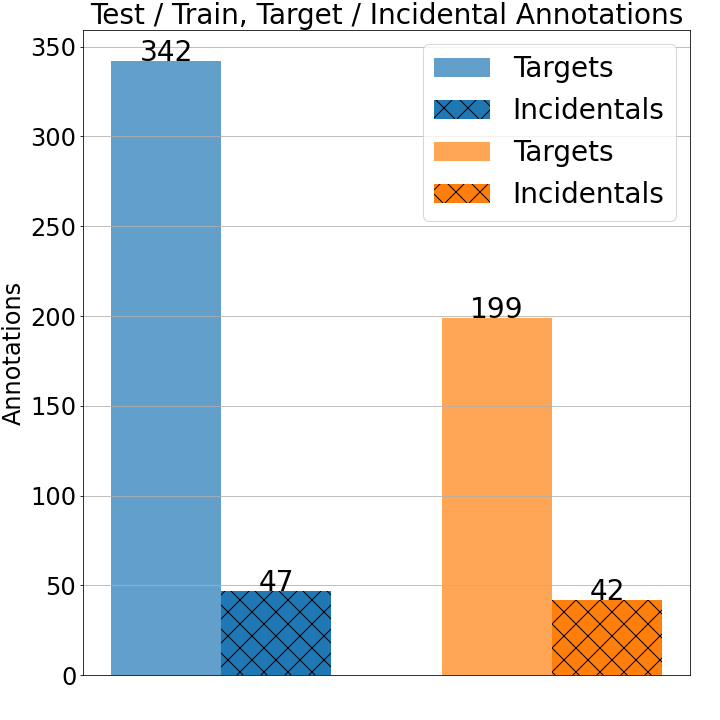 Test / Train, Target / Incidental Annotations
Annotations
350
300
250
200
150
100
50
0
342
47
199
42
Targets
Incidentals
Targets
Incidentals